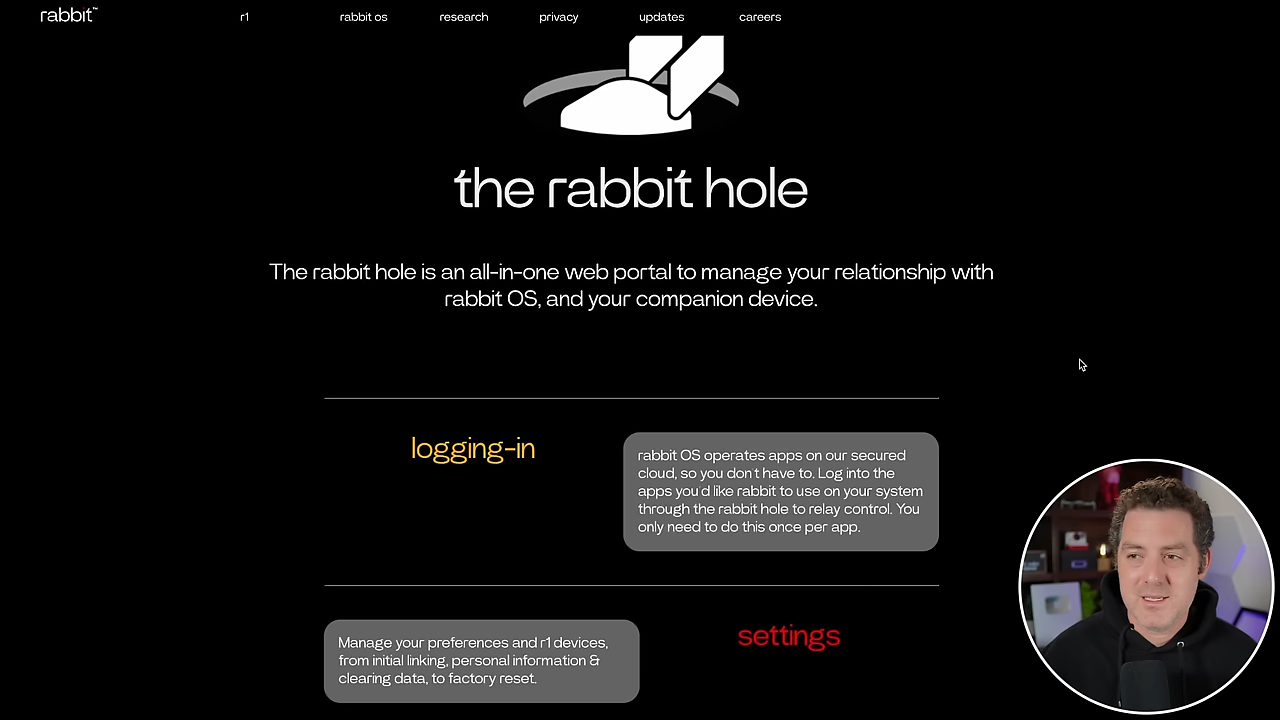 rabbit™
r1
rabbit os
research
privacy
updates
careers
the rabbit hole
The rabbit hole is an all-in-one web portal to manage your relationship with
rabbit OS, and your companion device.
logging-in
rabbit OS operates apps on our secured
cloud, so you don't have to. Log into the
apps you'd like rabbit to use on your system
through the rabbit hole to relay control. You
only need to do this once per app.
settings
Manage your preferences and r1 devices,
from initial linking, personal information &
clearing data, to factory reset.